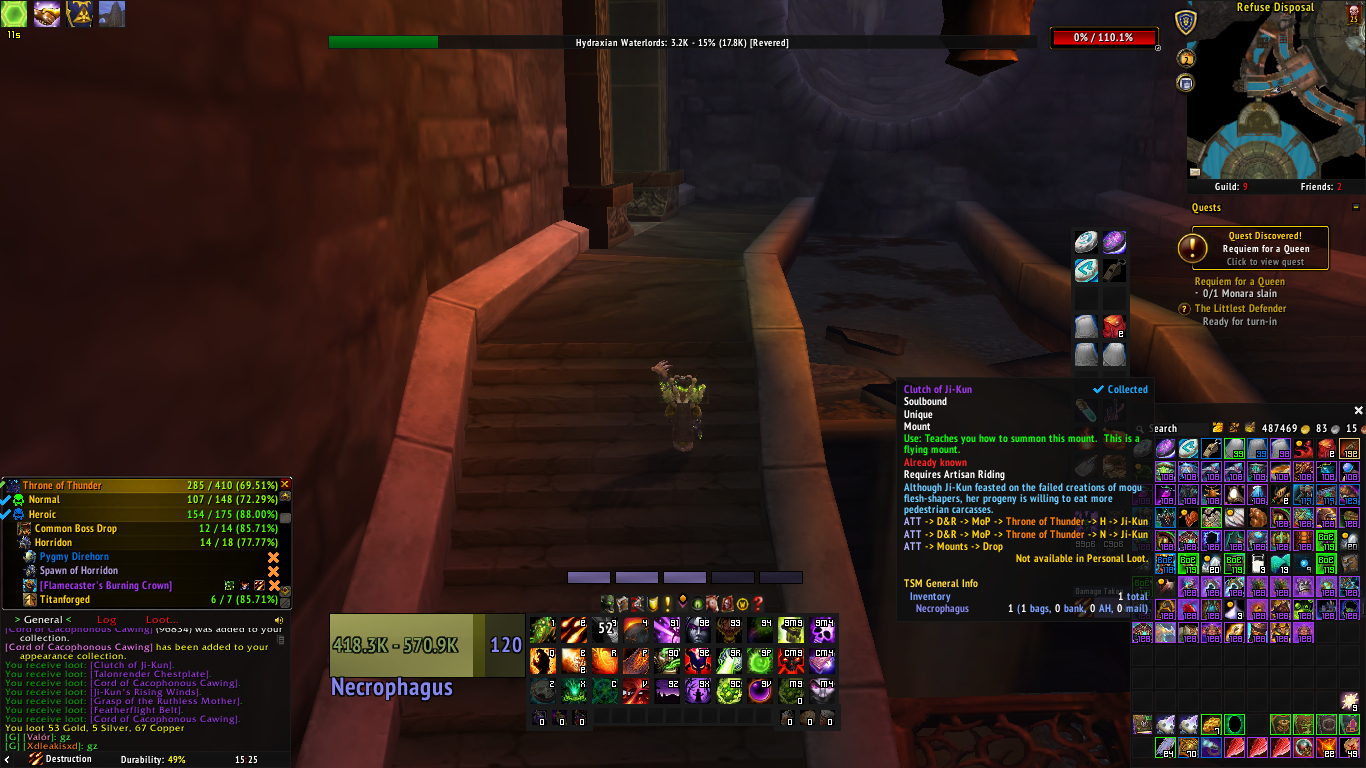 11s
Hydraxian Waterlords: 3.2K - 15% (17.8K) [Revered]
0% / 110.1%
Refuse Disposal
25
Guild: 9
Friends: 2
Quests
Quest Discovered!
Requiem for a Queen
Click to view quest
Requiem for a Queen
- 0/1 Monara slain
The Littlest Defender
Ready for turn-in
Clutch of Ji-Kun
Collected
Soulbound
Unique
Mount
Use: Teaches you how to summon this mount. This is a
flying mount.
Already known
Requires Artisan Riding
Although Ji-Kun feasted on the failed creations of mogu
flesh-shapers, her progeny is willing to eat more
pedestrian carcasses.
ATT -> D&R -> MoP -> Throne of Thunder -> H -> Ji-Kun
ATT -> D&R -> MoP -> Throne of Thunder -> N -> Ji-Kun
ATT -> Mounts -> Drop
Not available in Personal Loot.
TSM General Info
Inventory
1 total
Necrophagus
1 (1 bags, 0 bank, 0 AH, 0 mail)
Search
487469
83
15
Throne of Thunder
285 / 410 (69.51%)
Normal
107 / 148 (72.29%)
Heroic
154 / 175 (88.00%)
Common Boss Drop
12 / 14 (85.71%)
Horridon
14 / 18 (77.77%)
Pygmy Direhorn
Spawn of Horridon
[Flamecaster's Burning Crown]
Titanforged
6 / 7 (85.71%)
> General <
Log
Loot...
[Cord of Cacophonous Cawing] (96834) was added to your
collection.
[Cord of Cacophonous Cawing] has been added to your
appearance collection.
You receive loot: [Clutch of Ji-Kun].
You receive loot: [Talonrender Chestplate].
You receive loot: [Cord of Cacophonous Cawing].
You receive loot: [Ji-Kun's Rising Winds].
You receive loot: [Grasp of the Ruthless Mother].
You receive loot: [Featherflight Belt].
You receive loot: [Cord of Cacophonous Cawing].
You loot 53 Gold, 5 Silver, 67 Copper
[G] [Valór]: gz
[G] [Xdleakisxd]: gz
Destruction
Durability: 49%
15:25
418.3K - 570.9K
120
Necrophagus